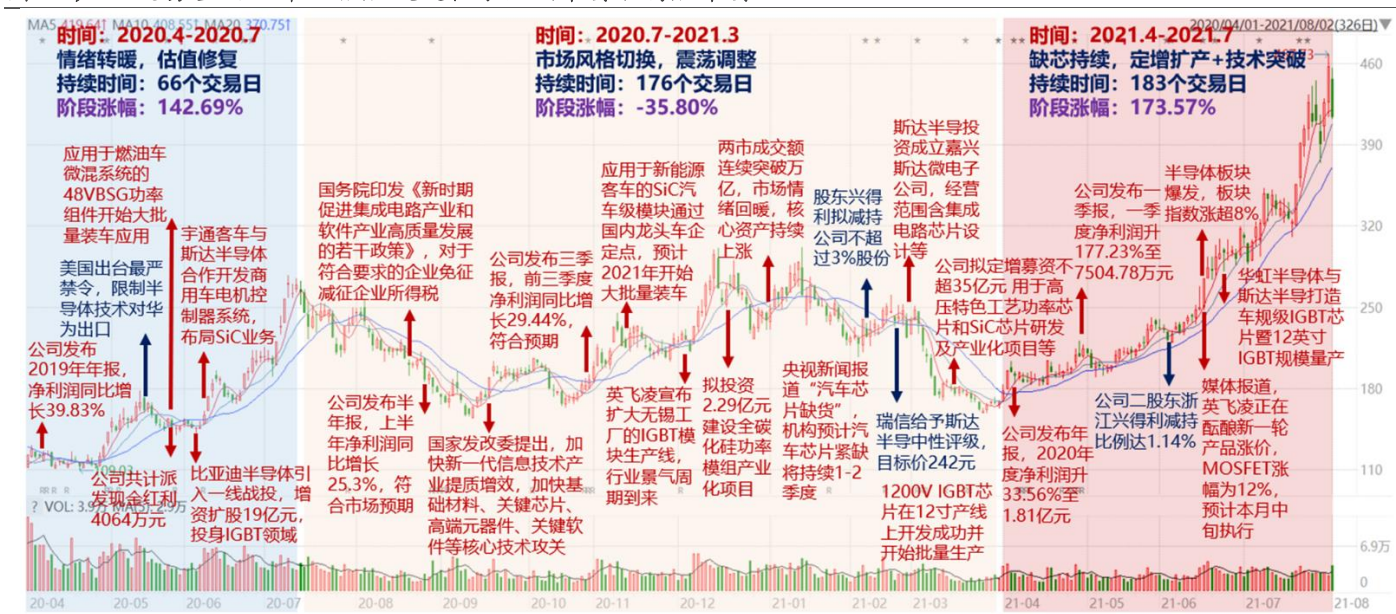 MA5 419.64↑ MA10 408.55↑ MA20 370.75↑
2020/04/01-2021/08/02(326日)▼
时间：2020.4-2020.7
情绪转暖，估值修复
持续时间：66个交易日
阶段涨幅：142.69%
时间：2020.7-2021.3
市场风格切换，震荡调整
持续时间：176个交易日
阶段涨幅：-35.80%
时间：2021.4-2021.7
缺芯持续，定增扩产+技术突破
持续时间：183个交易日
阶段涨幅：173.57%
应用于燃油车
微混系统的
48VBSG功率
组件开始大批
量装车应用
美国出台最严
禁令，限制半
导体技术对华
为出口
公司发布
2019年年报，
净利润同比增
长39.83%
宇通客车与
斯达半导体
合作开发商
用车电机控
制器系统，
布局SiC业务
公司共计派
发现金红利
4064万元
比亚迪半导体引
入一线战投，增
资扩股19亿元，
投身IGBT领域
国务院印发《新时期
促进集成电路产业和
软件产业高质量发展
的若干政策》，对于
符合要求的企业免征
减征企业所得税
公司发布半
年报，上半
年净利润同
比增长
25.3%，符
合市场预期
国家发改委提出，加
快新一代信息技术产
业提质增效，加快基
础材料、关键芯片、
高端元器件、关键软
件等核心技术攻关
公司发布三季
报，前三季度
净利润同比增
长29.44%，
符合预期
应用于新能源
客车的SiC汽
车级模块通过
国内龙头车企
定点，预计
2021年开始
大批量装车
英飞凌宣布
扩大无锡工
厂的IGBT模
块生产线，
行业景气周
期到来
两市成交额
连续突破万
亿，市场情
绪回暖，核
心资产持续
上涨
拟投资
2.29亿元
建设全碳
化硅功率
模组产业
化项目
股东兴得
利拟减持
公司不超
过3%股份
央视新闻报
道“汽车芯
片缺货”，
机构预计汽
车芯片紧缺
将持续1-2
季度
斯达半导投
资成立嘉兴
斯达微电子
公司，经营
范围含集成
电路芯片设
计等
瑞信给予斯达
半导中性评级，
目标价242元
1200V IGBT芯
片在12寸产线
上开发成功并
开始批量生产
公司拟定增募资不
超35亿元 用于高
压特色工艺功率芯
片和SiC芯片研发
及产业化项目等
公司发布年
报，2020年
度净利润升
33.56%至
1.81亿元
公司发布一
季报，一季
度净利润升
177.23%至
7504.78万元
公司二股东浙
江兴得利减持
比例达1.14%
半导体板块
爆发，板块
指数涨超8%
华虹半导体与
斯达半导打造
车规级IGBT芯
片暨12英寸
IGBT规模量产
媒体报道，
英飞凌正在
酝酿新一轮
产品涨价，
MOSFET涨
幅为12%，
预计本月中
旬执行
460
390
320
250
180
110
? VOL: 3.9万 MA(5): 2.9万
6.9万
0
20-04 20-05 20-06 20-07 20-08 20-09 20-10 20-11 20-12 21-01 21-02 21-03 21-04 21-05 21-06 21-07 21-08